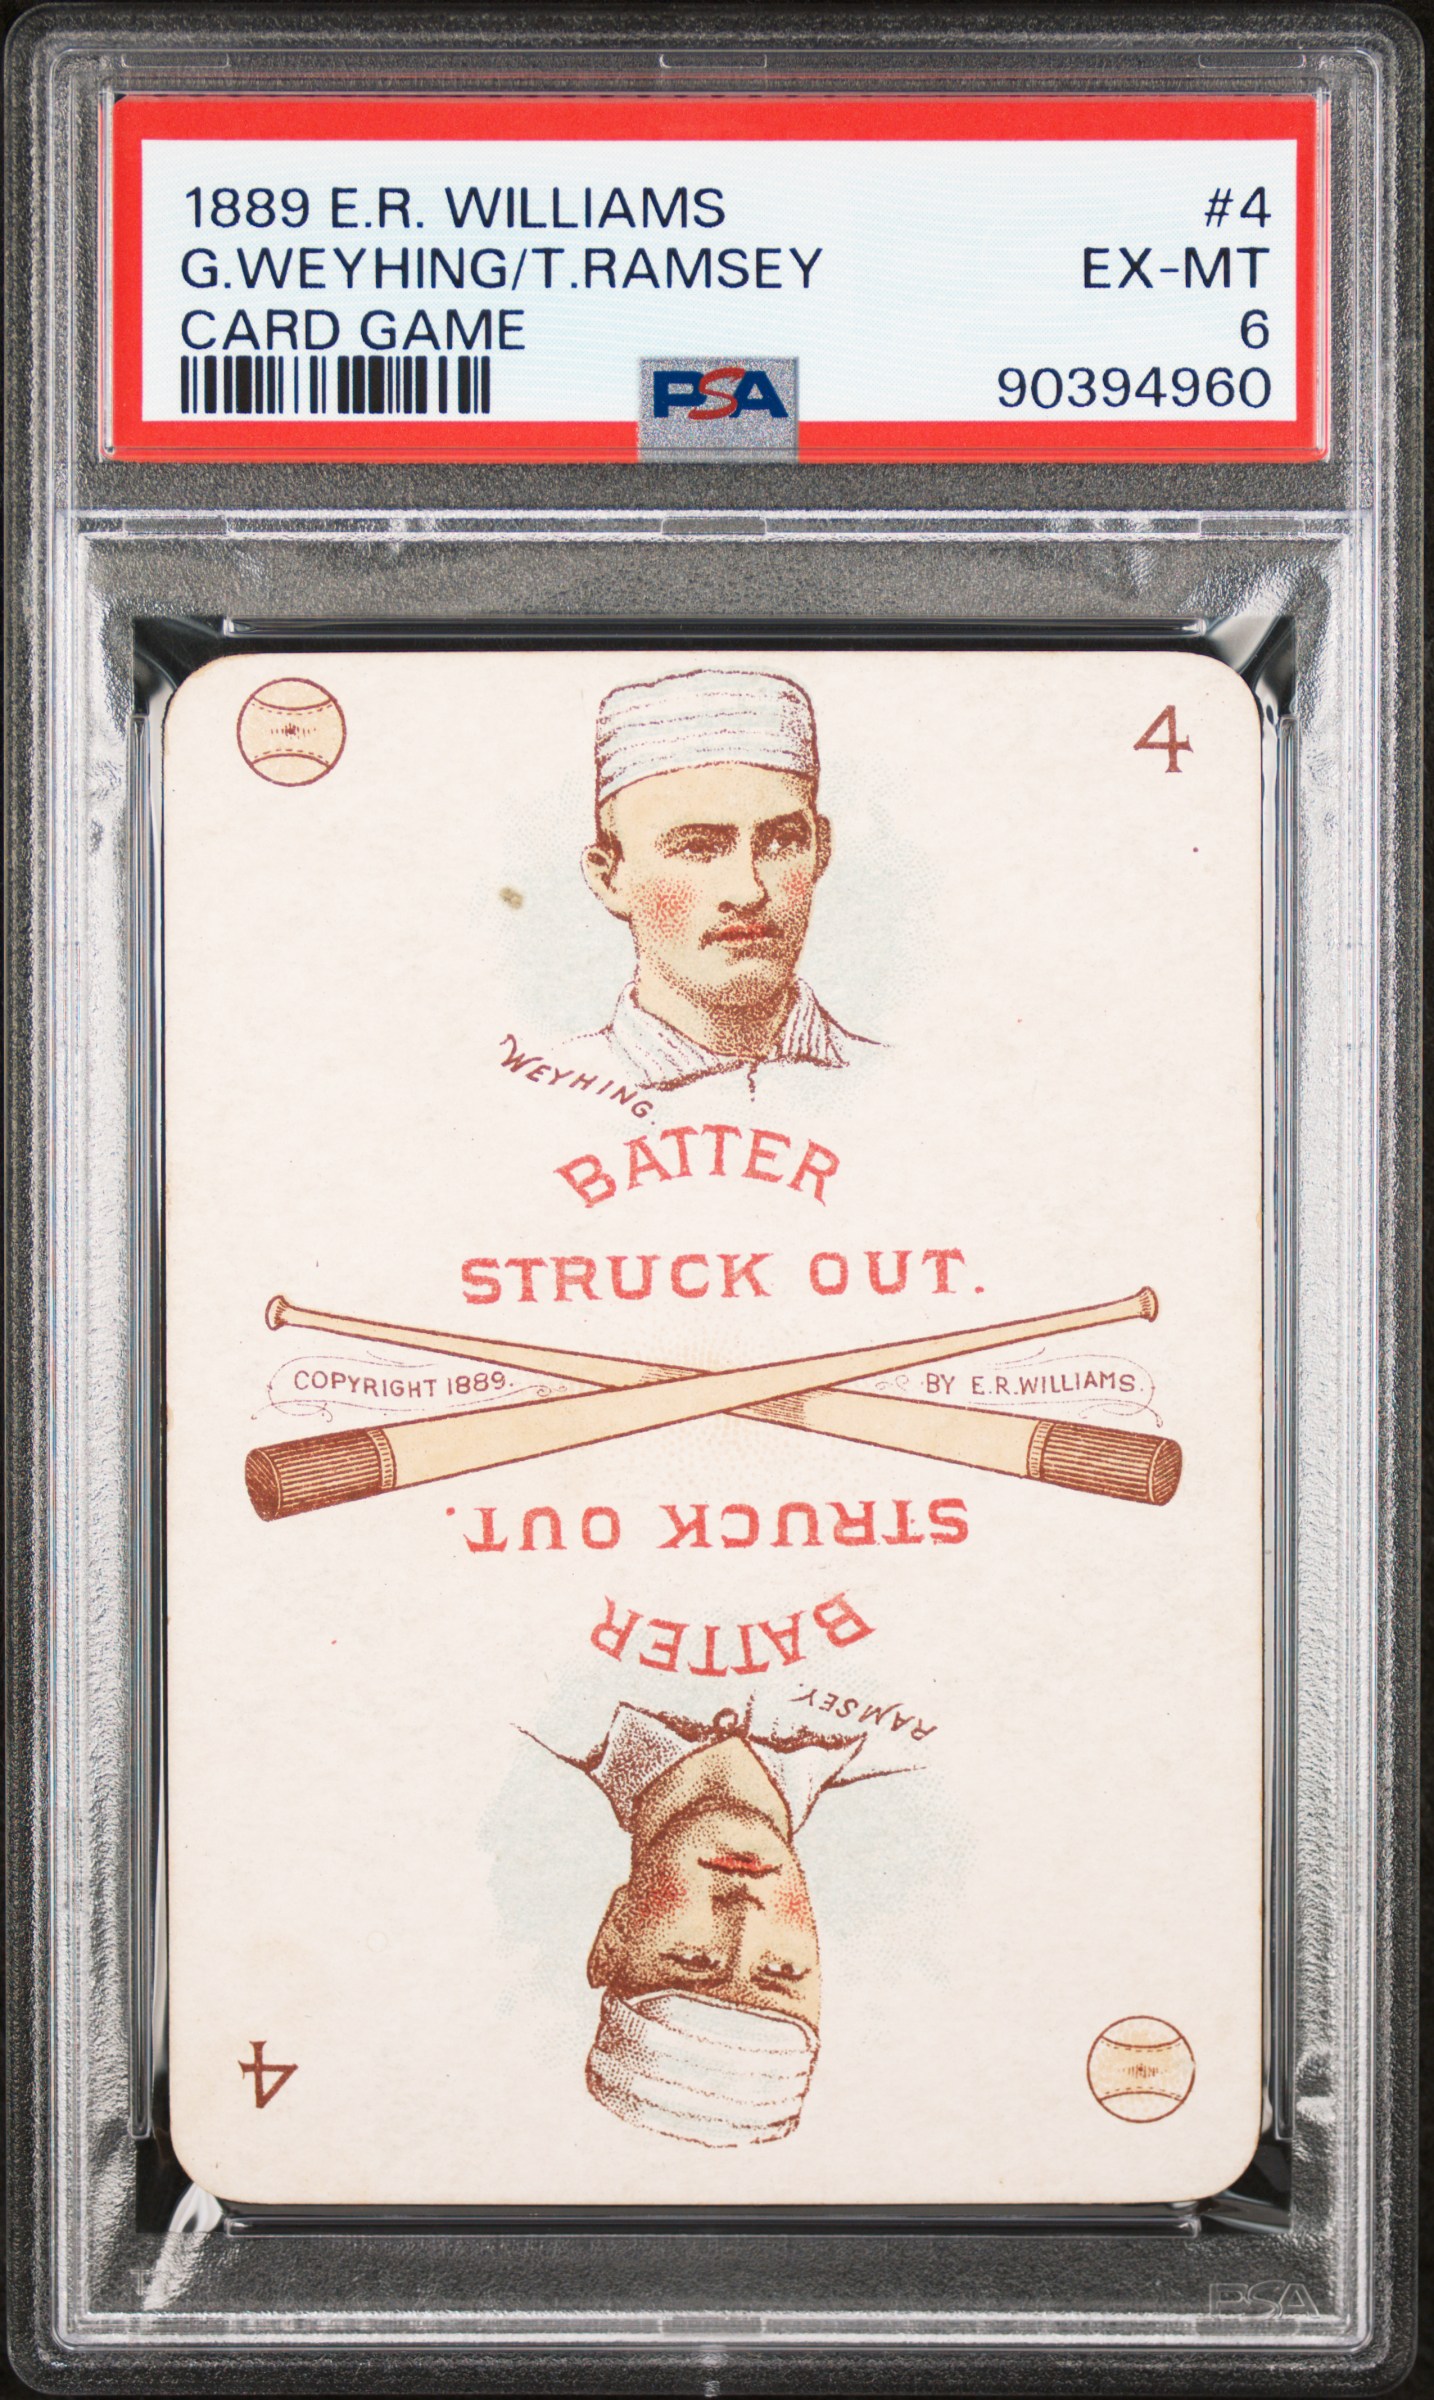 1889 E.R. WILLIAMS #4
G.WEYHING/T.RAMSEY EX-MT
CARD GAME 6
PSA 90394960
4
WEYHING.
BATTER
STRUCK OUT.
COPYRIGHT 1889. BY E.R.WILLIAMS.
STRUCK OUT.
BATTER
RAMSEY.
4
PSA